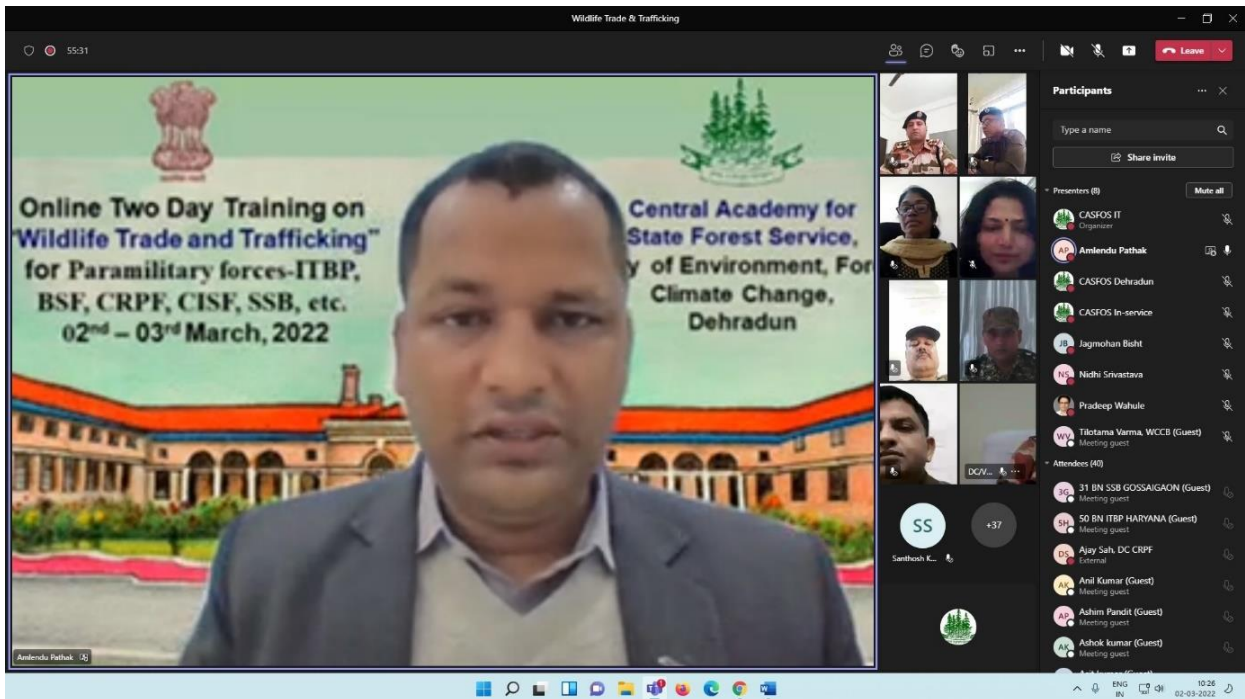 Wildlife Trade & Trafficking
55:31
Leave
Online Two Day Training on
"Wildlife Trade and Trafficking"
for Paramilitary forces-ITBP,
BSF, CRPF, CISF, SSB, etc.
02nd – 03rd March, 2022
Central Academy for
State Forest Service,
y of Environment, For
Climate Change,
Dehradun
Amlendu Pathak
DC/V...
SS
+37
Santhosh K...
Participants
Type a name
Share invite
Presenters (8)
Mute all
CASFOS IT
Organizer
AP
Amlendu Pathak
CASFOS Dehradun
CASFOS In-service
JB
Jagmohan Bisht
NS
Nidhi Srivastava
Pradeep Wahule
WV
Tilotama Varma, WCCB (Guest)
Meeting guest
Attendees (40)
3G
31 BN SSB GOSSAIGAON (Guest)
Meeting guest
5H
50 BN ITBP HARYANA (Guest)
Meeting guest
DS
Ajay Sah, DC CRPF
External
AK
Anil Kumar (Guest)
Meeting guest
AP
Ashim Pandit (Guest)
Meeting guest
AK
Ashok kumar (Guest)
Meeting guest
ENG
IN
10:26
02-03-2022